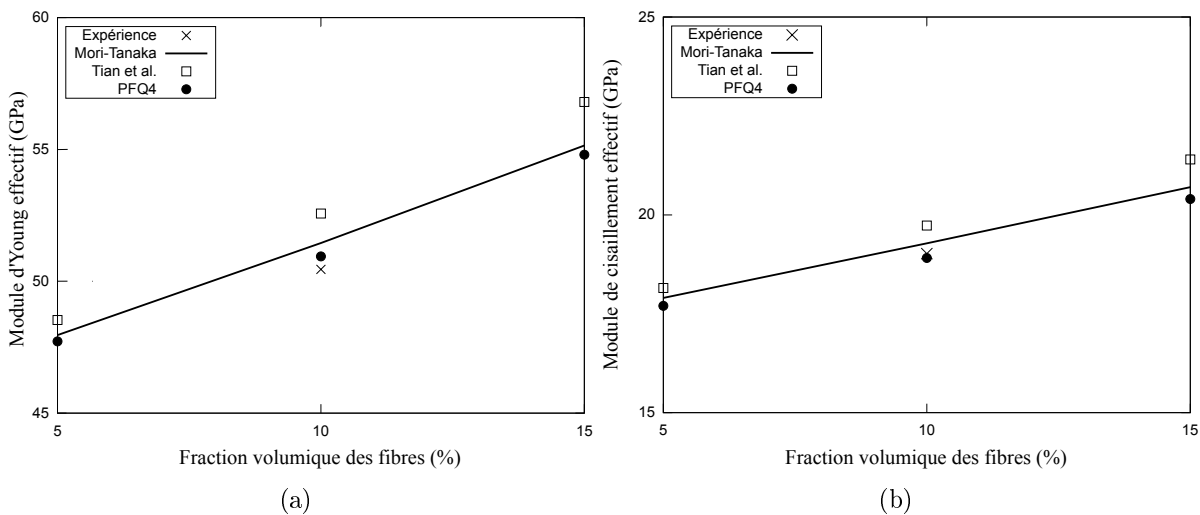 60
55
50
45
Module d'Young effectif (GPa)
Expérience
Mori-Tanaka
Tian et al.
PFQ4
5
10
15
Fraction volumique des fibres (%)
(a)
25
20
15
Module de cisaillement effectif (GPa)
Expérience
Mori-Tanaka
Tian et al.
PFQ4
5
10
15
Fraction volumique des fibres (%)
(b)